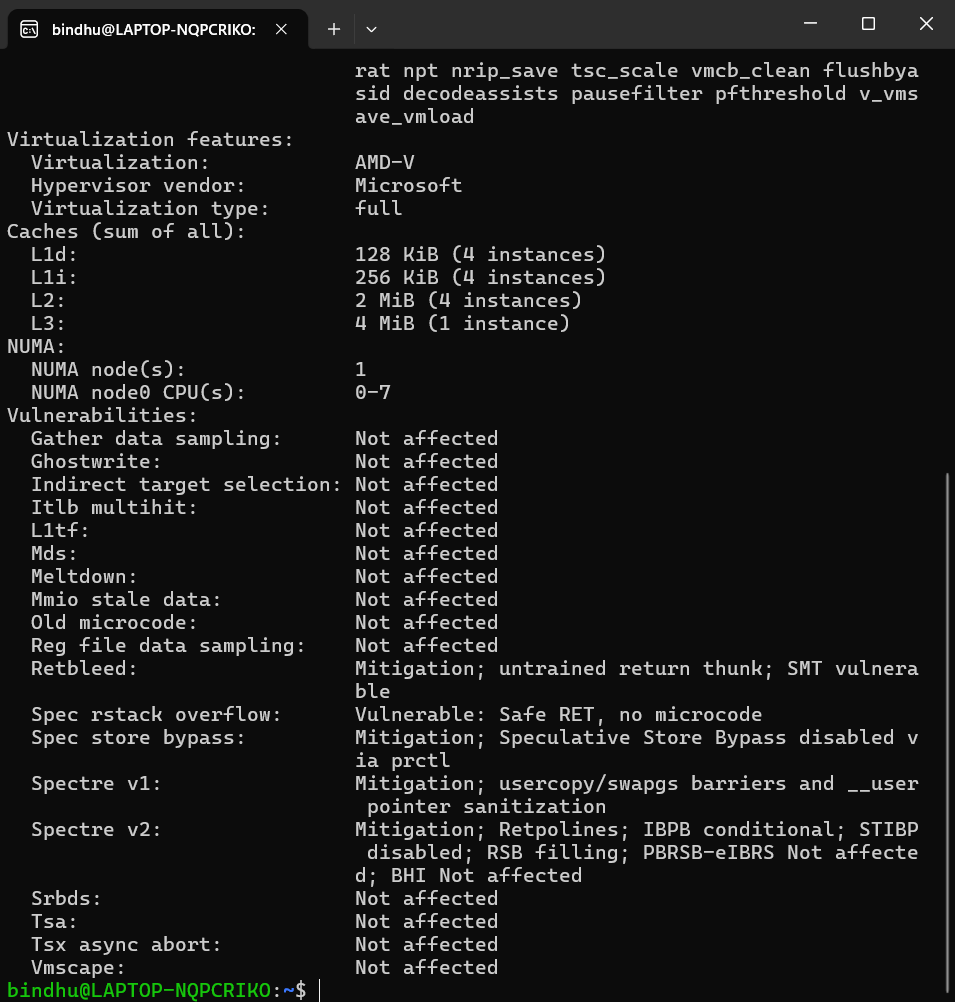 bindhu@LAPTOP-NQPCRIKO:
rat npt nrip_save tsc_scale vmcb_clean flushbya
sid decodeassists pausefilter pfthreshold v_vms
ave_vmload
Virtualization features:
Virtualization: AMD-V
Hypervisor vendor: Microsoft
Virtualization type: full
Caches (sum of all):
L1d: 128 KiB (4 instances)
L1i: 256 KiB (4 instances)
L2: 2 MiB (4 instances)
L3: 4 MiB (1 instance)
NUMA:
NUMA node(s): 1
NUMA node0 CPU(s): 0-7
Vulnerabilities:
Gather data sampling: Not affected
Ghostwrite: Not affected
Indirect target selection: Not affected
Itlb multihit: Not affected
L1tf: Not affected
Mds: Not affected
Meltdown: Not affected
Mmio stale data: Not affected
Old microcode: Not affected
Reg file data sampling: Not affected
Retbleed: Mitigation; untrained return thunk; SMT vulnera
ble
Spec rstack overflow: Vulnerable: Safe RET, no microcode
Spec store bypass: Mitigation; Speculative Store Bypass disabled v
ia prctl
Spectre v1: Mitigation; usercopy/swapgs barriers and __user
pointer sanitization
Spectre v2: Mitigation; Retpolines; IBPB conditional; STIBP
disabled; RSB filling; PBRSB-eIBRS Not affecte
d; BHI Not affected
Srbds: Not affected
Tsa: Not affected
Tsx async abort: Not affected
Vmscape: Not affected
bindhu@LAPTOP-NQPCRIKO:~$